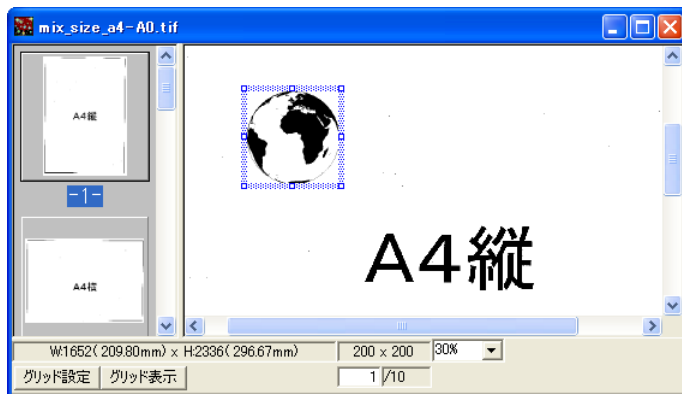 mix_size_a4-A0.tif
A4縦
-1-
A4横
A4縦
W:1652( 209.80mm) × H:2336( 296.67mm)
200 × 200
30%
グリッド設定
グリッド表示
1 /10